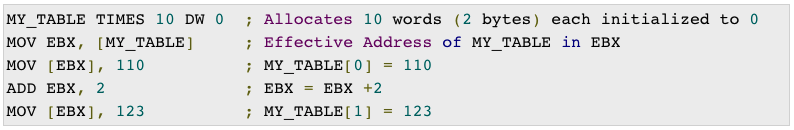 MY_TABLE TIMES 10 DW 0 ; Allocates 10 words (2 bytes) each initialized to 0
MOV EBX, [MY_TABLE] ; Effective Address of MY_TABLE in EBX
MOV [EBX], 110 ; MY_TABLE[0] = 110
ADD EBX, 2 ; EBX = EBX +2
MOV [EBX], 123 ; MY_TABLE[1] = 123